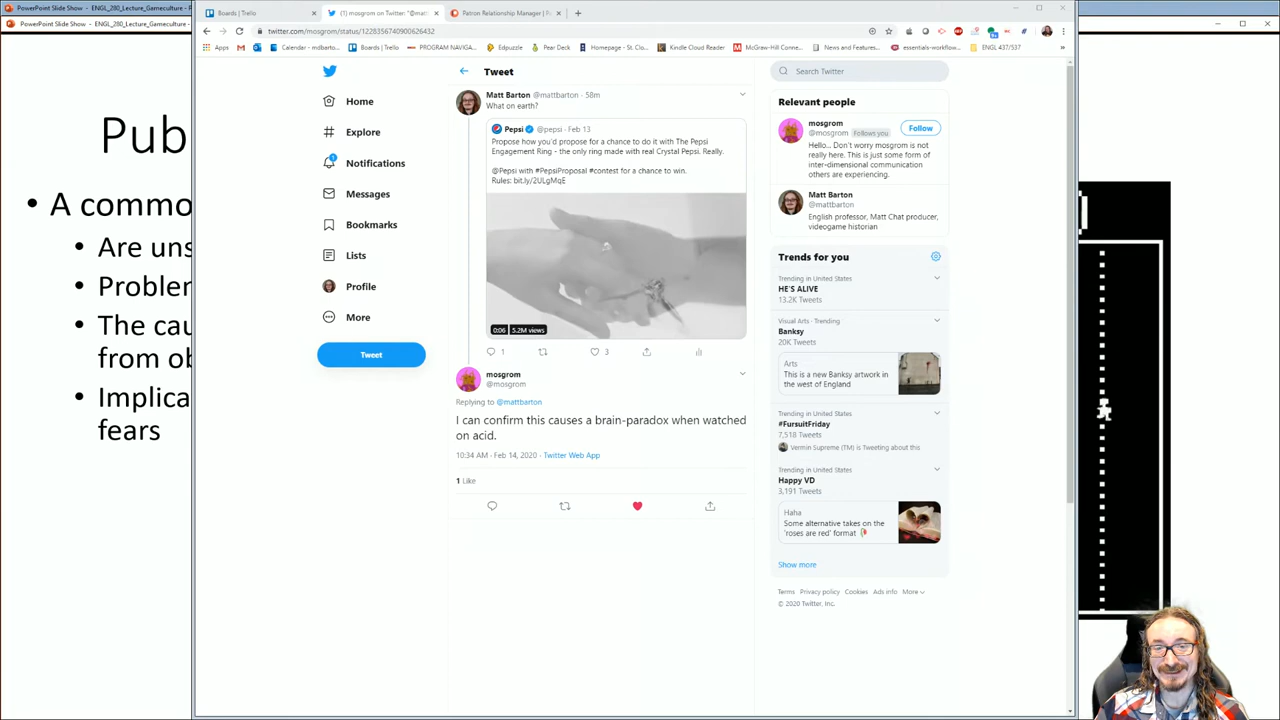 PowerPoint Slide Show - ENGL_280_Lecture_Gameculture - P
PowerPoint Slide Show - ENGL_280_Lecture_Gameculture
Boards | Trello
(1) mosgrom on Twitter: "@matt
Patron Relationship Manager | Pa
twitter.com/mosgrom/status/1228356740900626432
Apps
Calendar - mdbarto...
Boards | Trello
PROGRAM NAVIGA...
Edpuzzle
Pear Deck
Homepage - St. Clo...
Kindle Cloud Reader
McGraw-Hill Conne...
News and Features...
essentials-workflow...
ENGL 437/537
Pub
• A commo
• Are uns
• Probler
• The cau
from ob
• Implica
fears
Home
Explore
1
Notifications
Messages
Bookmarks
Lists
Profile
More
Tweet
Tweet
Matt Barton @mattbarton · 58m
What on earth?
Pepsi @pepsi · Feb 13
Propose how you'd propose for a chance to do it with The Pepsi
Engagement Ring - the only ring made with real Crystal Pepsi. Really.
@Pepsi with #PepsiProposal #contest for a chance to win.
Rules: bit.ly/2ULgMqE
0:06 5.2M views
1 3
mosgrom
@mosgrom
Replying to @mattbarton
I can confirm this causes a brain-paradox when watched
on acid.
10:34 AM · Feb 14, 2020 · Twitter Web App
1 Like
Search Twitter
Relevant people
mosgrom
@mosgrom Follows you
Follow
Hello... Don't worry mosgrom is not
really here. This is just some form of
inter-dimensional communication
others are experiencing.
Matt Barton
@mattbarton
English professor, Matt Chat producer,
videogame historian
Trends for you
Trending in United States
HE'S ALIVE
13.2K Tweets
Visual Arts · Trending
Banksy
20K Tweets
Arts
This is a new Banksy artwork in
the west of England
Trending in United States
#FursuitFriday
7,518 Tweets
Vermin Supreme (TM) is Tweeting about this
Trending in United States
Happy VD
3,191 Tweets
Haha
Some alternative takes on the
'roses are red' format
Show more
Terms Privacy policy Cookies Ads info More
© 2020 Twitter, Inc.